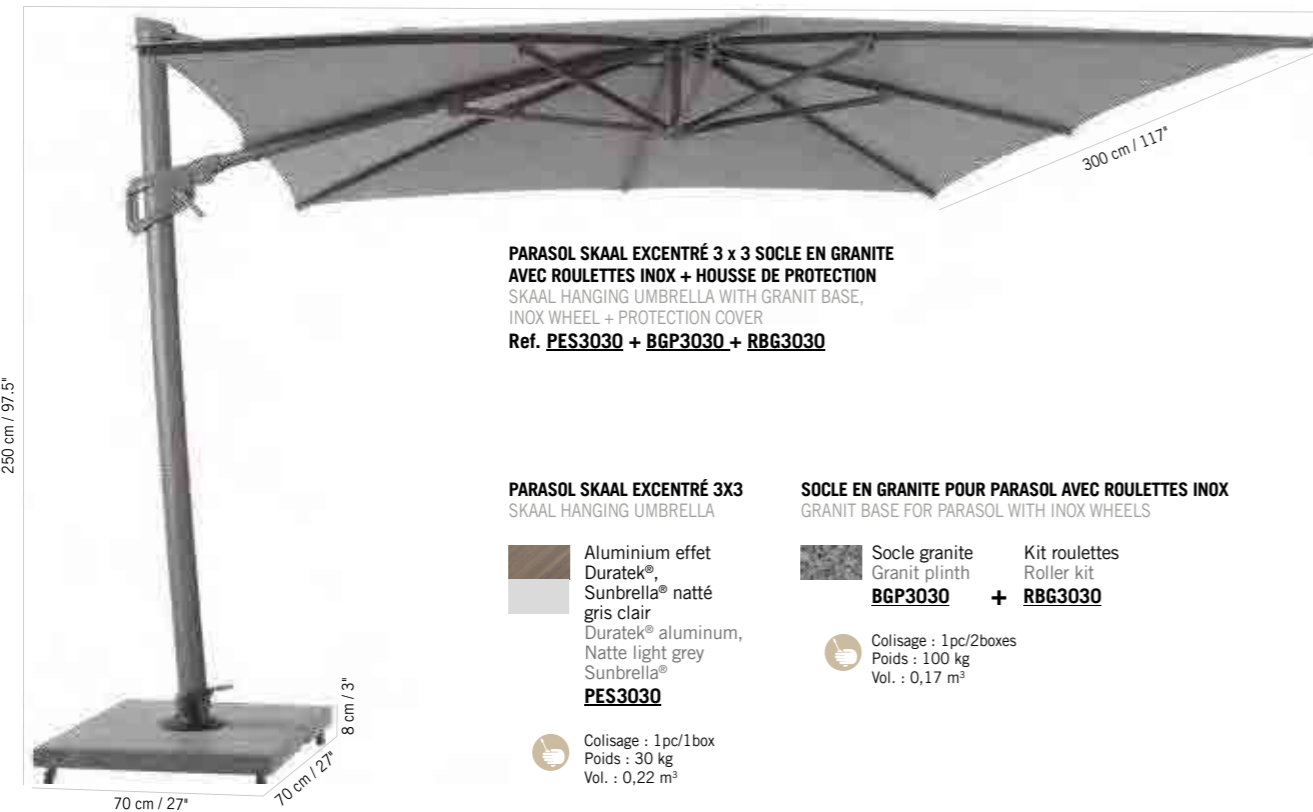 300 cm / 117"
PARASOL SKAAL EXCENTRÉ 3 x 3 SOCLE EN GRANITE
AVEC ROULETTES INOX + HOUSSE DE PROTECTION
SKAAL HANGING UMBRELLA WITH GRANIT BASE,
INOX WHEEL + PROTECTION COVER
Ref. PES3030 + BGP3030 + RBG3030
250 cm / 97.5"
PARASOL SKAAL EXCENTRÉ 3X3
SKAAL HANGING UMBRELLA
Aluminium effet
Duratek®,
Sunbrella® natté
gris clair
Duratek® aluminum,
Natte light grey
Sunbrella®
PES3030
Colisage : 1pc/1box
Poids : 30 kg
Vol. : 0,22 m³
SOCLE EN GRANITE POUR PARASOL AVEC ROULETTES INOX
GRANIT BASE FOR PARASOL WITH INOX WHEELS
Socle granite
Granit plinth
BGP3030
+
Kit roulettes
Roller kit
RBG3030
Colisage : 1pc/2boxes
Poids : 100 kg
Vol. : 0,17 m³
8 cm / 3"
70 cm / 27"
70 cm / 27"